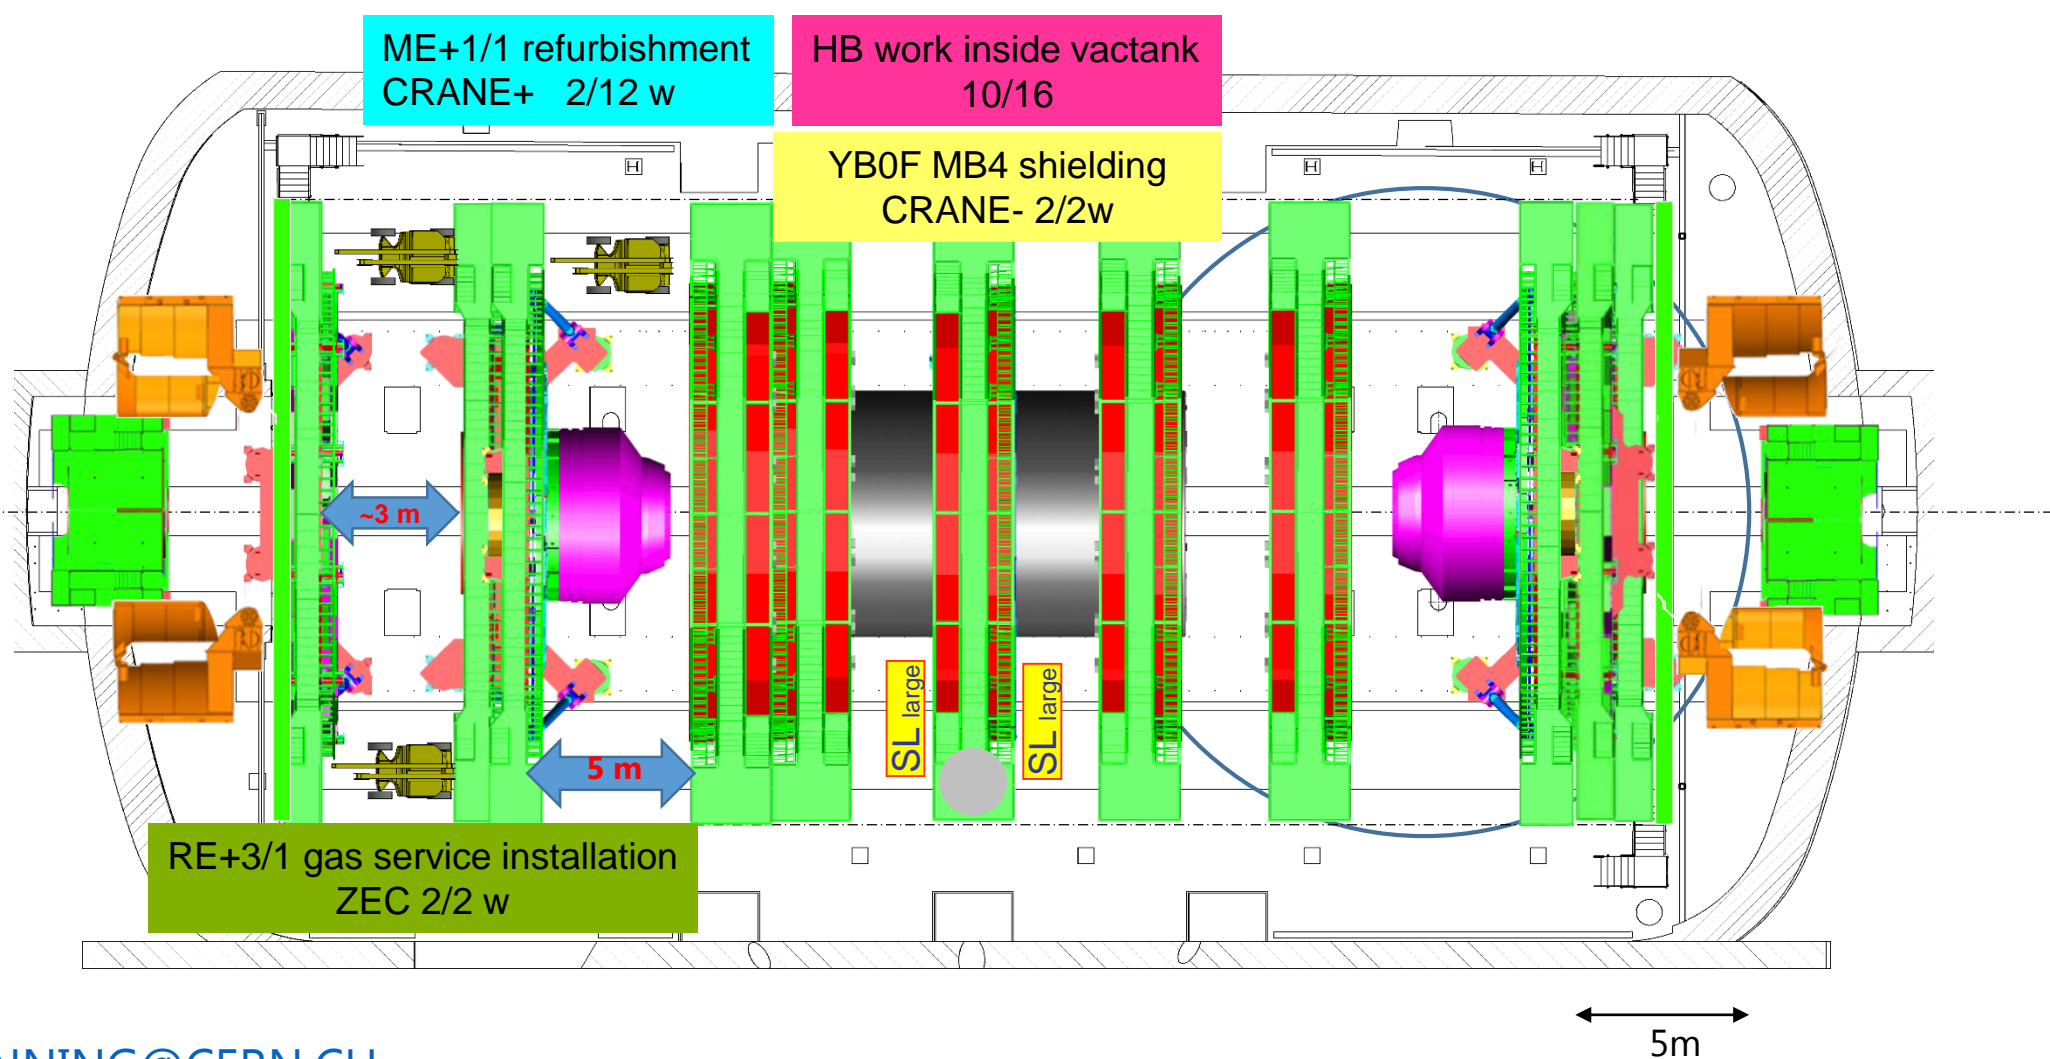 ME+1/1 refurbishment
CRANE+ 2/12 w
HB work inside vactank
10/16
YB0F MB4 shielding
CRANE- 2/2w
H
H
H
~3 m
5 m
SL large
SL large
RE+3/1 gas service installation
ZEC 2/2 w
5m